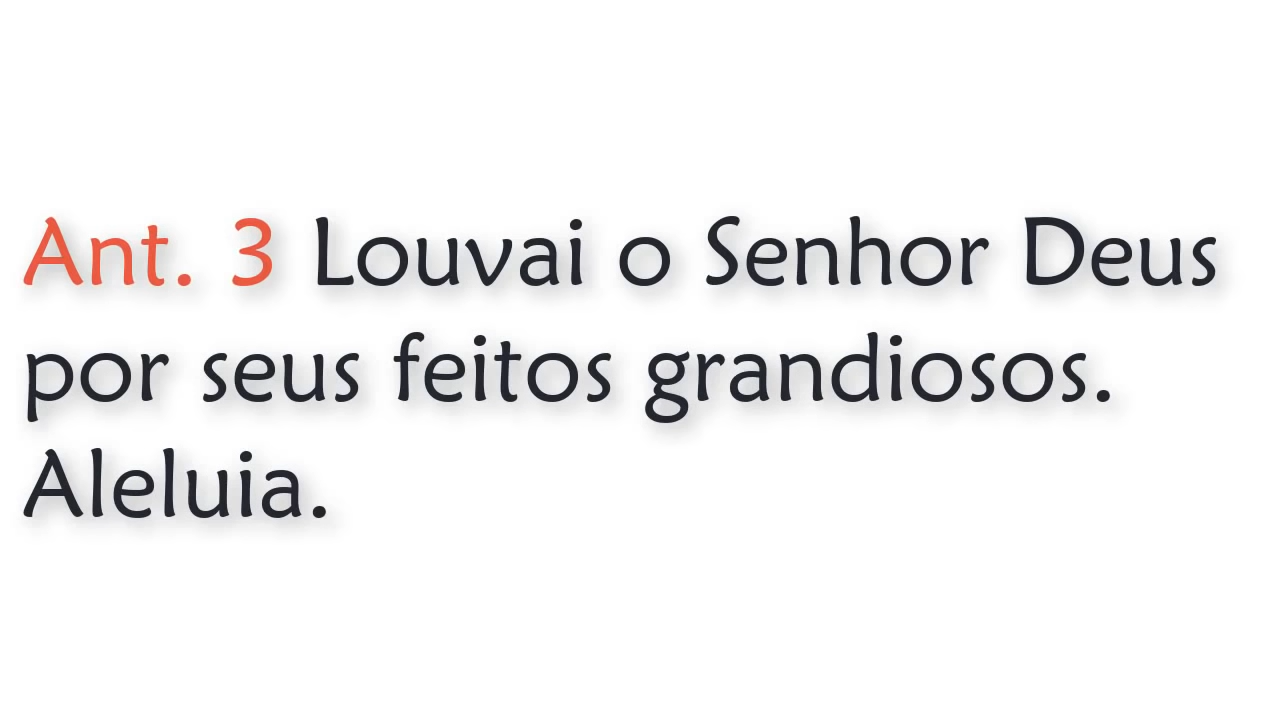 Ant. 3 Louvai o Senhor Deus
por seus feitos grandiosos.
Aleluia.